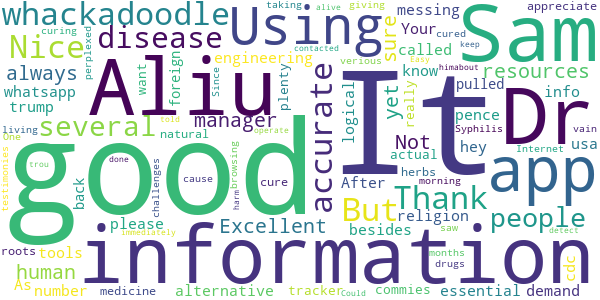 whackadoodle Using Sam
taking alive giving
curing contacted cured keep
messing appreciate
Nice disease sure Your Easy
perplexed engineering called himabout
always Aliu foreign want Since verious resources
whatsapp know really
trump plenty logical yet pulled info
several manager Not Syphilis pence
living told
One natural accurate actual Internet vain
good It Dr
hey usa
trou operate After herbs morning
testimonies back done challenges cause browsing cure
harm But Thank app
please Excellent besides religion saw people
roots tools immediately months detect
human information cdc
As drugs
number alternative tracker Could commies essential demand
medicine